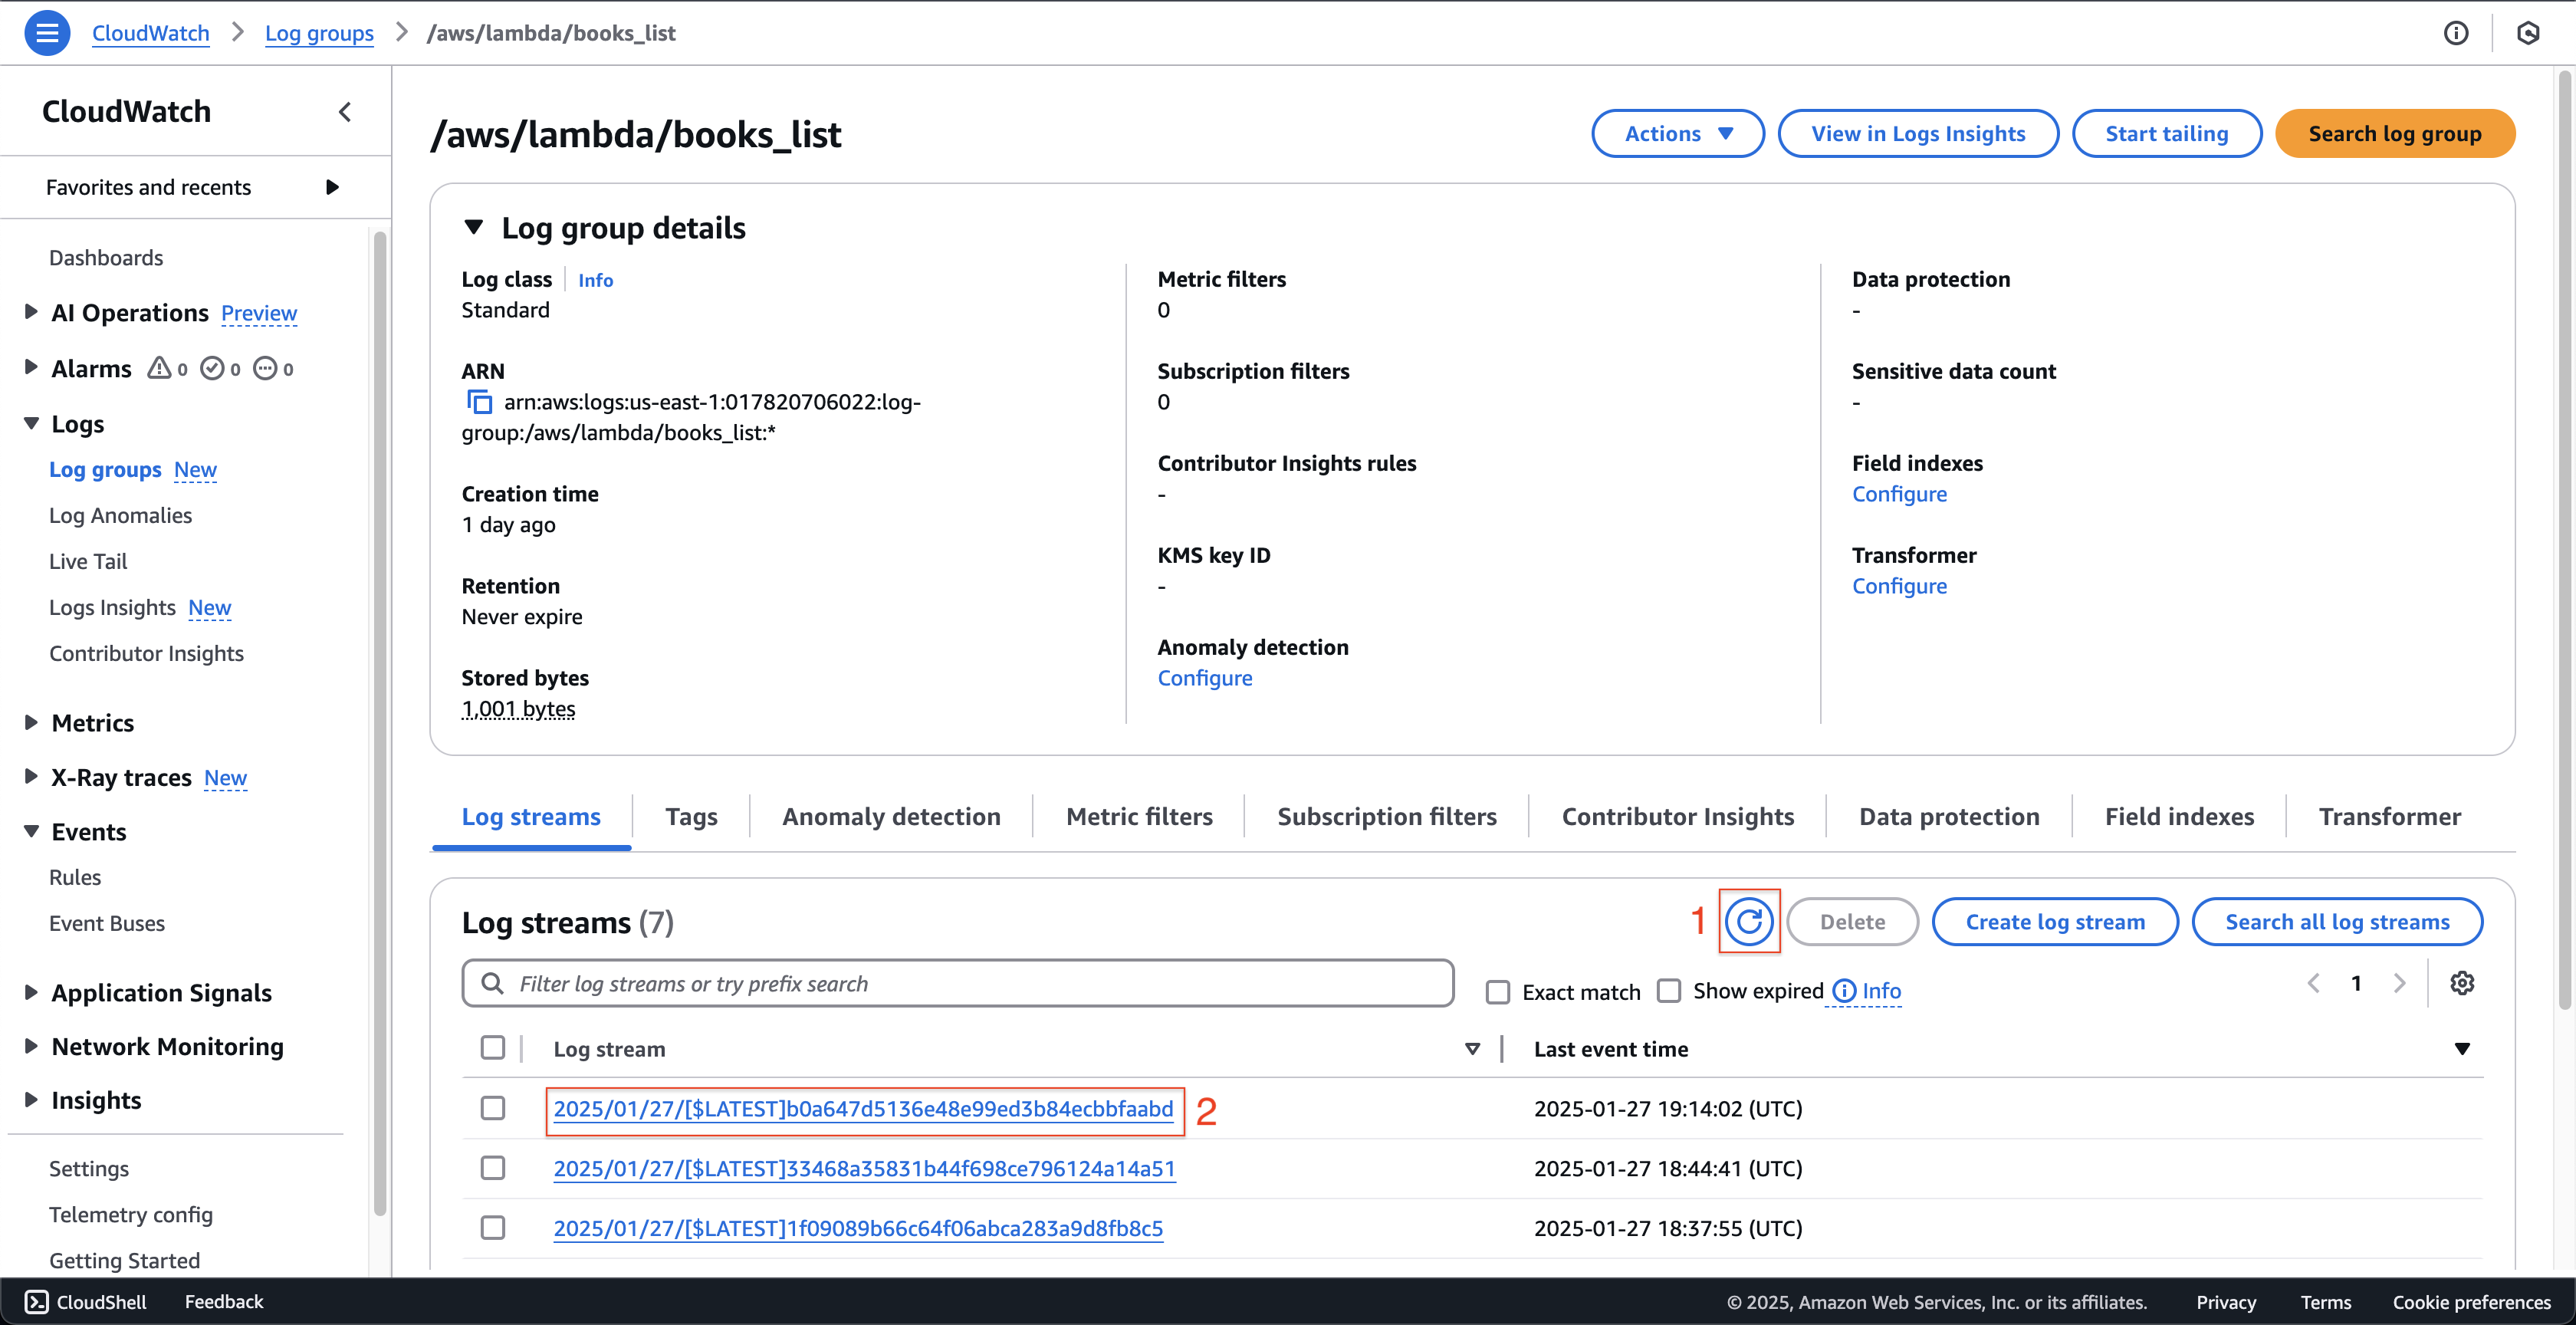 CloudWatch > Log groups > /aws/lambda/books_list
CloudWatch
Favorites and recents
Dashboards
AI Operations Preview
Alarms 0 0 0
Logs
Log groups New
Log Anomalies
Live Tail
Logs Insights New
Contributor Insights
Metrics
X-Ray traces New
Events
Rules
Event Buses
Application Signals
Network Monitoring
Insights
Settings
Telemetry config
Getting Started
/aws/lambda/books_list
Actions
View in Logs Insights
Start tailing
Search log group
Log group details
Log class Info
Standard
ARN
arn:aws:logs:us-east-1:017820706022:log-
group:/aws/lambda/books_list:*
Creation time
1 day ago
Retention
Never expire
Stored bytes
1,001 bytes
Metric filters
0
Subscription filters
0
Contributor Insights rules
-
KMS key ID
-
Anomaly detection
Configure
Data protection
-
Sensitive data count
-
Field indexes
Configure
Transformer
Configure
Log streams
Tags
Anomaly detection
Metric filters
Subscription filters
Contributor Insights
Data protection
Field indexes
Transformer
Log streams (7)
1
Delete
Create log stream
Search all log streams
Filter log streams or try prefix search
Exact match
Show expired Info
1
Log stream
Last event time
2025/01/27/[$LATEST]b0a647d5136e48e99ed3b84ecbbfaabd 2
2025-01-27 19:14:02 (UTC)
2025/01/27/[$LATEST]33468a35831b44f698ce796124a14a51
2025-01-27 18:44:41 (UTC)
2025/01/27/[$LATEST]1f09089b66c64f06abca283a9d8fb8c5
2025-01-27 18:37:55 (UTC)
CloudShell
Feedback
© 2025, Amazon Web Services, Inc. or its affiliates.
Privacy
Terms
Cookie preferences